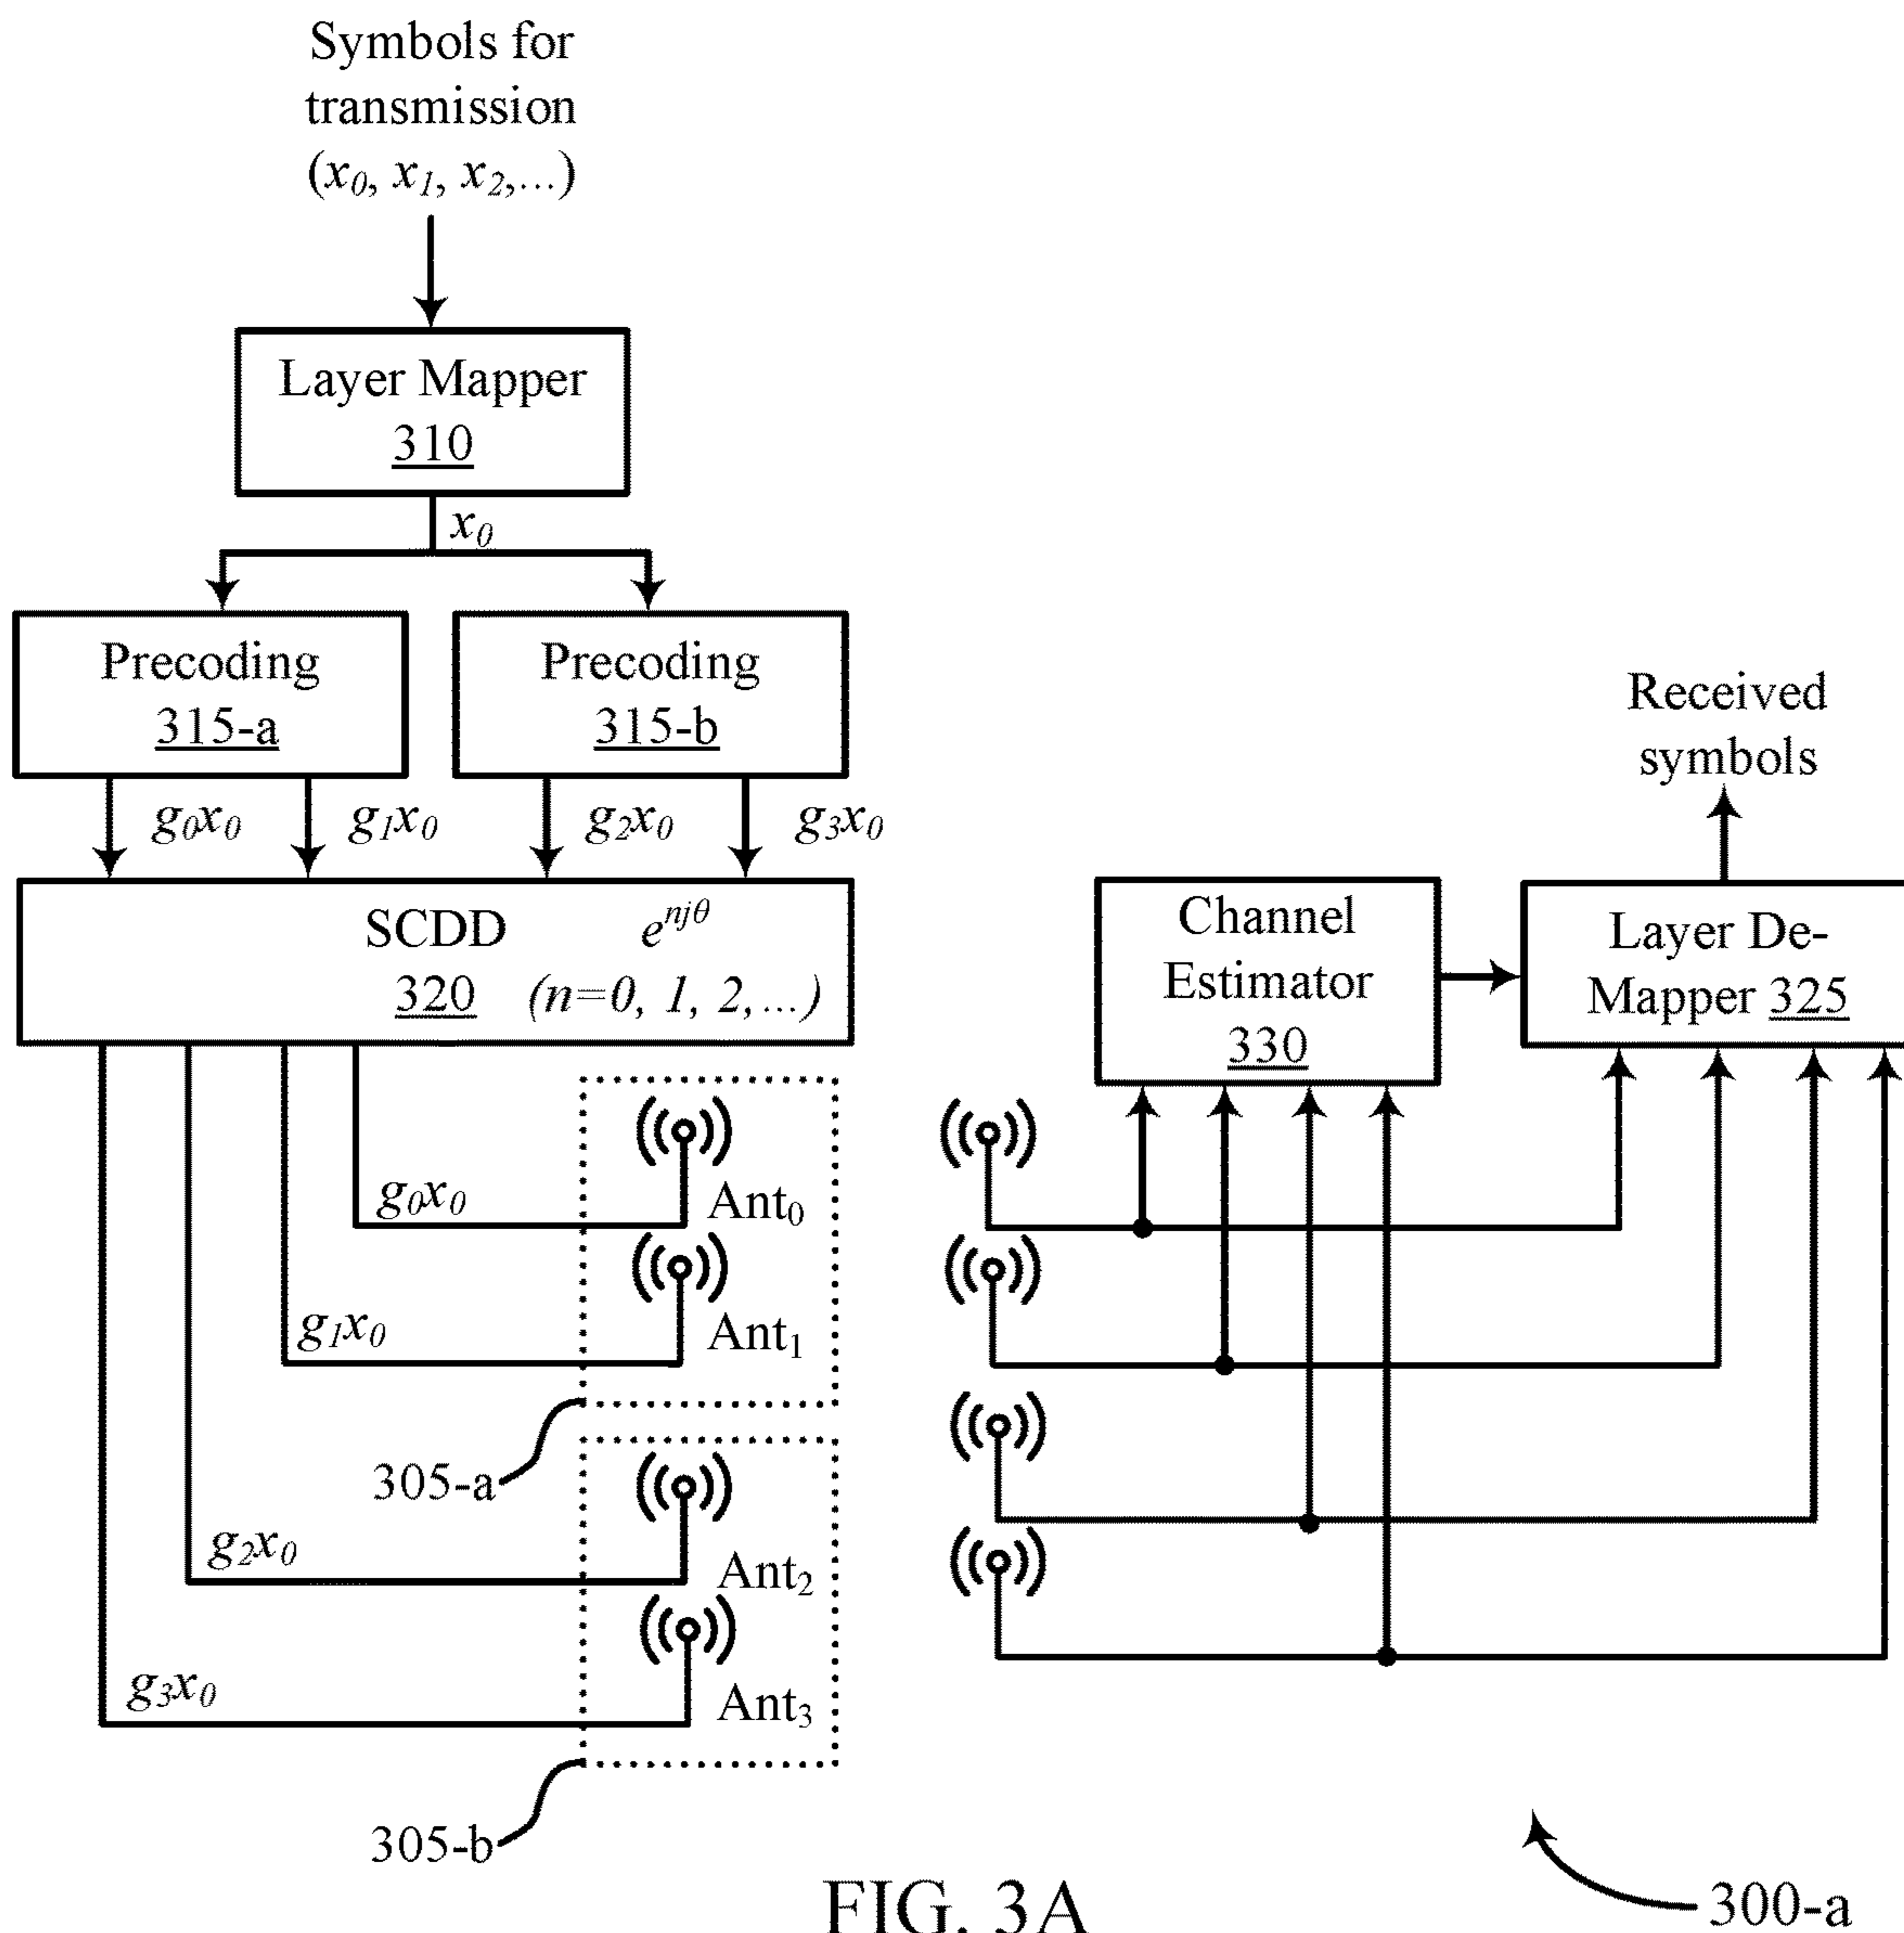 Symbols for
transmission
(x₀, x₁, x₂,...)
Layer Mapper
310
x₀
Precoding
315-a
Precoding
315-b
g₀x₀
g₁x₀
g₂x₀
g₃x₀
SCDD e^{njθ}
320 (n=0, 1, 2,...)
g₀x₀
Ant₀
g₁x₀
Ant₁
305-a
g₂x₀
Ant₂
g₃x₀
Ant₃
305-b
Received
symbols
Channel
Estimator
330
Layer De-
Mapper 325
300-a
FIG. 3A